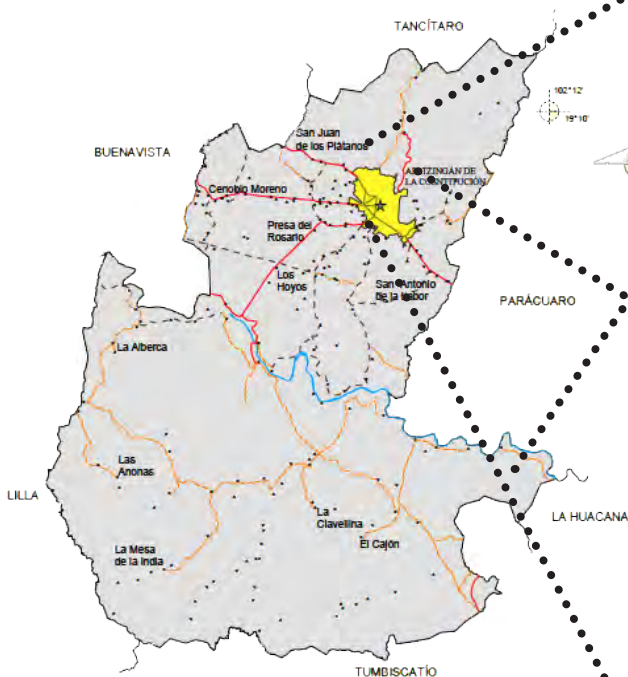 TANCÍTARO
102°12'
19°10'
San Juan
de los Plátanos
BUENAVISTA
APATZINGÁN DE
LA CONSTITUCIÓN
Cenobio Moreno
Presa del
Rosario
Los
Hoyos
San Antonio
de la Labor
PARÁCUARO
La Alberca
Las
Anonas
LILLA
La
Clavellina
LA HUACANA
El Cajón
La Mesa
de la India
TUMBISCATÍO